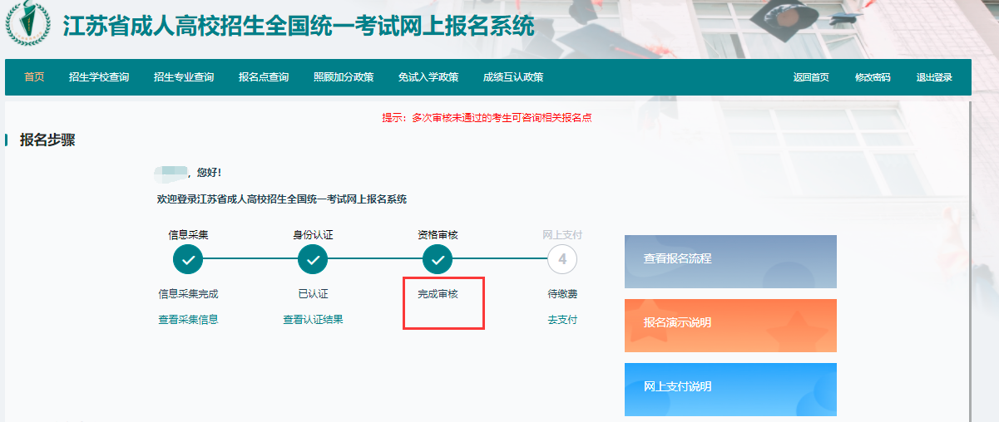 江苏省成人高校招生全国统一考试网上报名系统
首页 招生学校查询 招生专业查询 报名点查询 照顾加分政策 免试入学政策 成绩互认政策 返回首页 修改密码 退出登录
提示：多次审核未通过的考生可咨询相关报名点
报名步骤
，您好！
欢迎登录江苏省成人高校招生全国统一考试网上报名系统
信息采集 身份认证 资格审核 网上支付
4
信息采集完成 已认证 完成审核 待缴费
查看采集信息 查看认证结果 去支付
查看报名流程
报名演示说明
网上支付说明